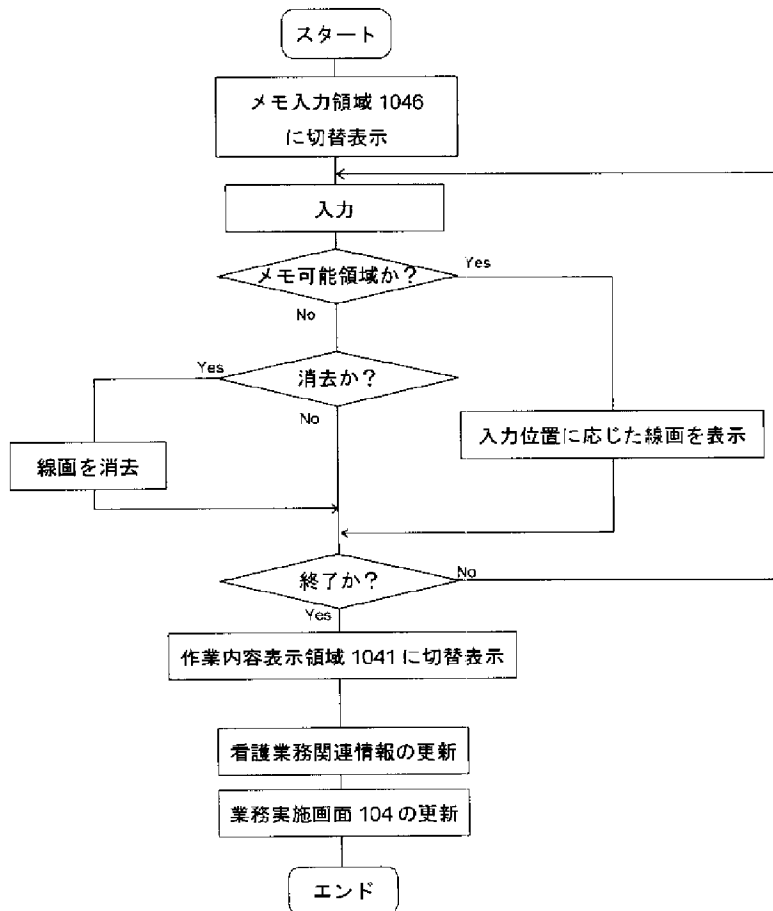 スタート
メモ入力領域 1046
に切替表示
入力
メモ可能領域か？
Yes
No
Yes
消去か？
No
入力位置に応じた線画を表示
線画を消去
終了か？
No
Yes
作業内容表示領域 1041 に切替表示
看護業務関連情報の更新
業務実施画面 104 の更新
エンド